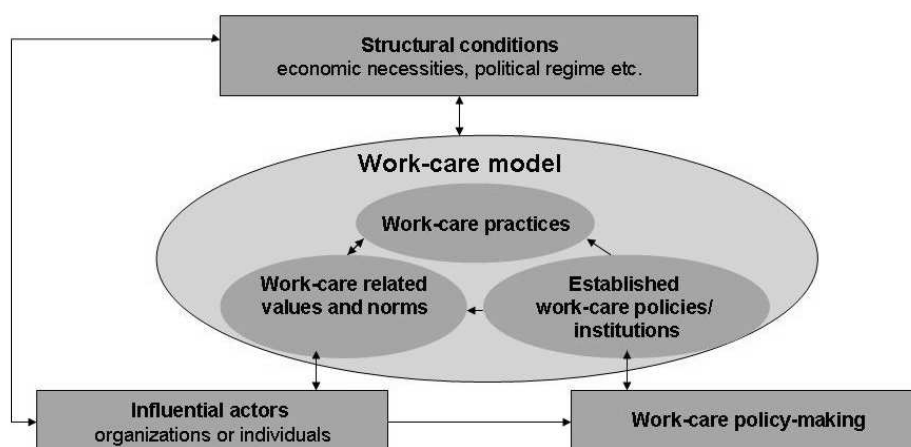 Structural conditions
economic necessities, political regime etc.
Work-care model
Work-care practices
Work-care related
values and norms
Established
work-care policies/
institutions
Influential actors
organizations or individuals
Work-care policy-making